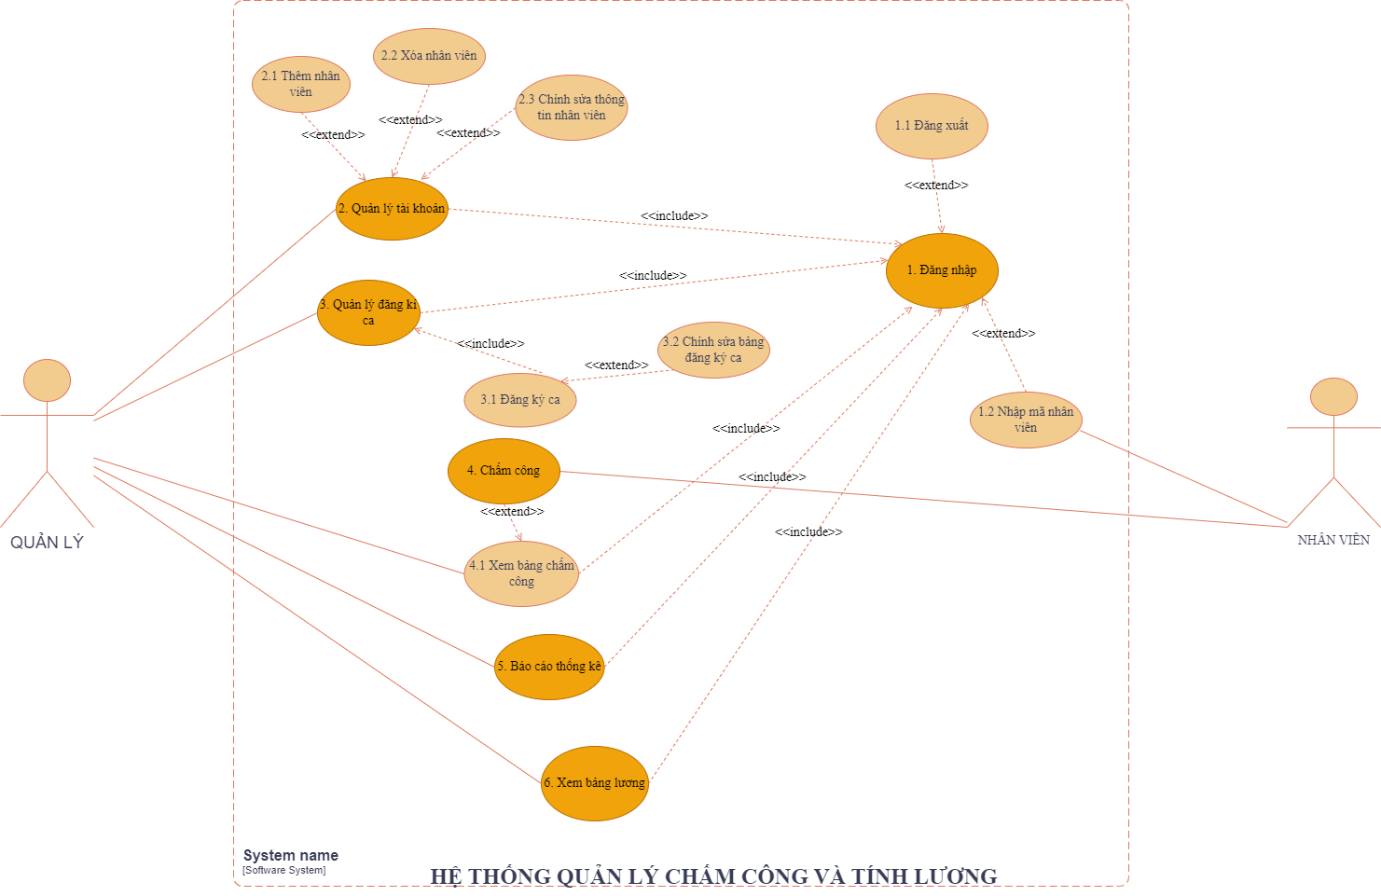 2.2 Xóa nhân viên
2.1 Thêm nhân
viên
2.3 Chỉnh sửa thông
tin nhân viên
1.1 Đăng xuất
<<extend>>
<<extend>>
<<extend>>
<<extend>>
2. Quản lý tài khoản
<<include>>
1. Đăng nhập
<<include>>
3. Quản lý đăng kí
ca
<<include>>
3.2 Chỉnh sửa bảng
đăng ký ca
<<extend>>
<<extend>>
3.1 Đăng ký ca
1.2 Nhập mã nhân
viên
<<include>>
4. Chấm công
<<include>>
<<extend>>
<<include>>
QUẢN LÝ
NHÂN VIÊN
4.1 Xem bảng chấm
công
5. Báo cáo thống kê
6. Xem bảng lương
System name
[Software System]
HỆ THỐNG QUẢN LÝ CHẤM CÔNG VÀ TÍNH LƯƠNG